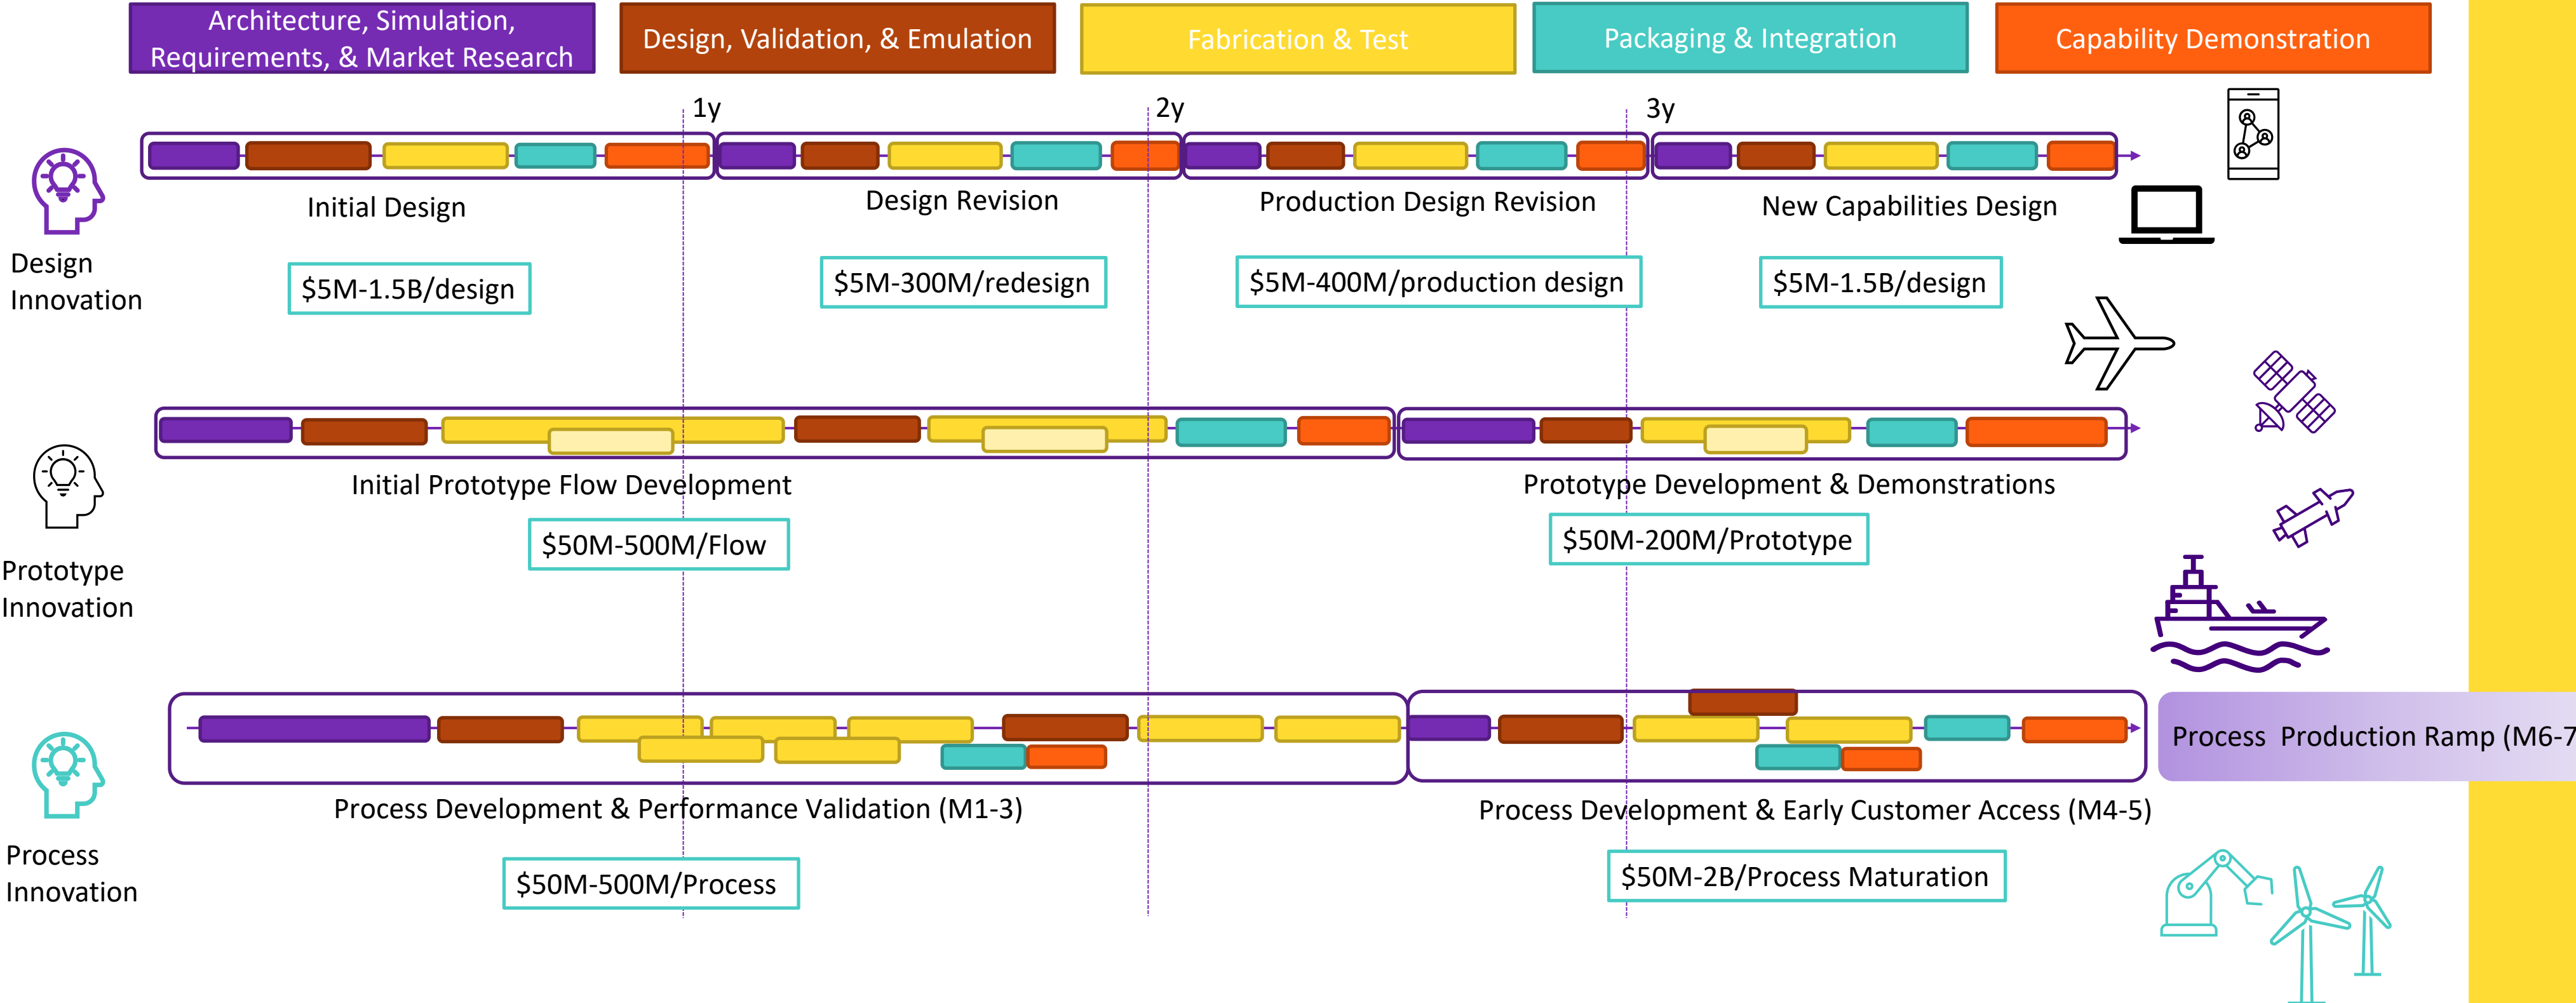 Architecture, Simulation,
Requirements, & Market Research
Design, Validation, & Emulation
Fabrication & Test
Packaging & Integration
Capability Demonstration
1y
2y
3y
Design
Innovation
Initial Design
Design Revision
Production Design Revision
New Capabilities Design
$5M-1.5B/design
$5M-300M/redesign
$5M-400M/production design
$5M-1.5B/design
Prototype
Innovation
Initial Prototype Flow Development
Prototype Development & Demonstrations
$50M-500M/Flow
$50M-200M/Prototype
Process
Innovation
Process Development & Performance Validation (M1-3)
Process Development & Early Customer Access (M4-5)
Process  Production Ramp (M6-7
$50M-500M/Process
$50M-2B/Process Maturation